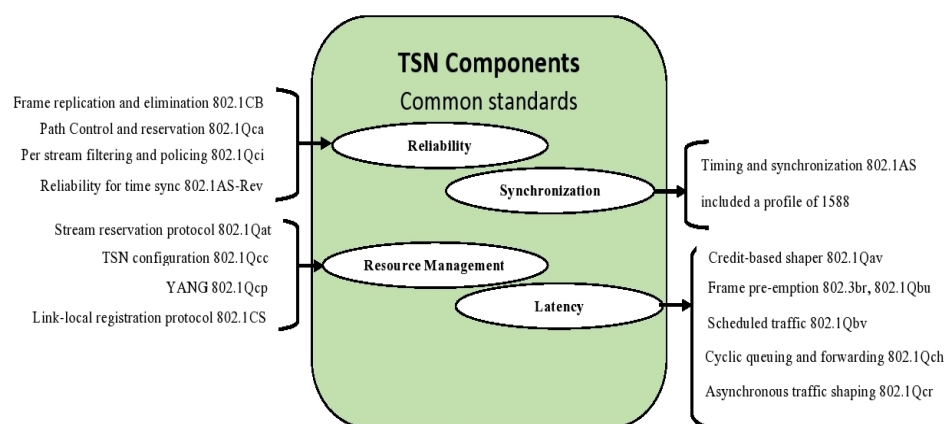 TSN Components
Common standards
Frame replication and elimination 802.1CB
Path Control and reservation 802.1Qca
Per stream filtering and policing 802.1Qci
Reliability for time sync 802.1AS-Rev
Reliability
Synchronization
Timing and synchronization 802.1AS
included a profile of 1588
Stream reservation protocol 802.1Qat
TSN configuration 802.1Qcc
YANG 802.1Qcp
Link-local registration protocol 802.1CS
Resource Management
Latency
Credit-based shaper 802.1Qav
Frame pre-emption 802.3br, 802.1Qbu
Scheduled traffic 802.1Qbv
Cyclic queuing and forwarding 802.1Qch
Asynchronous traffic shaping 802.1Qcr